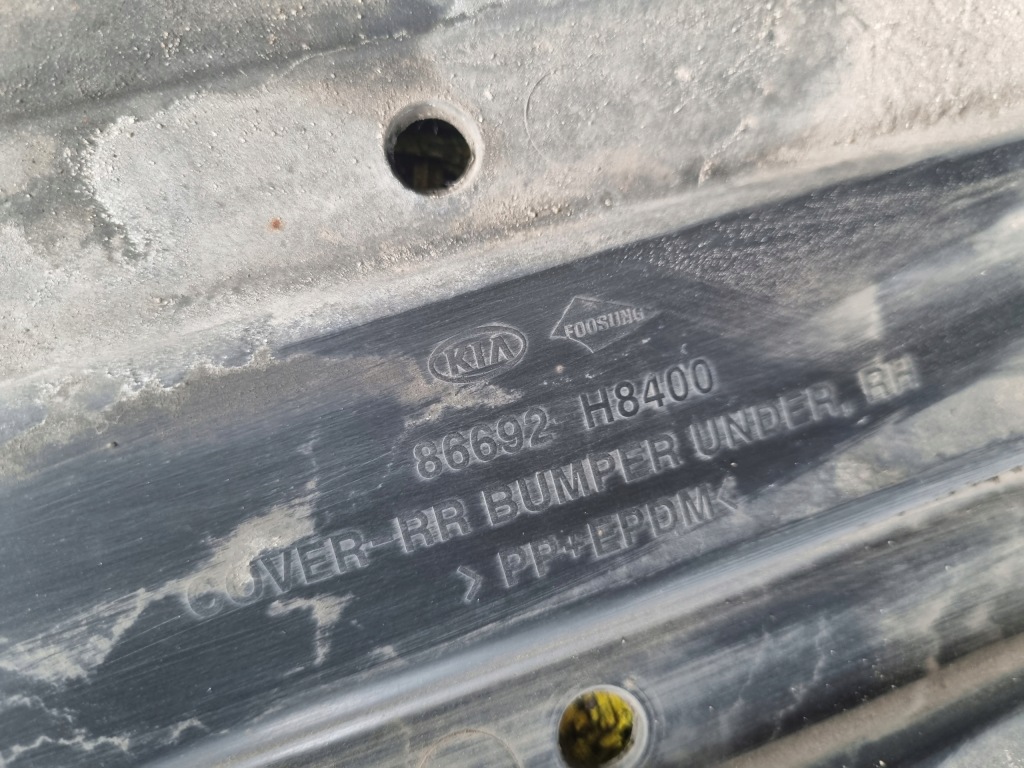 KIA FOOSUNG
86692 H8400
COVER-RR BUMPER UNDER, RH
>PP+EPDM<